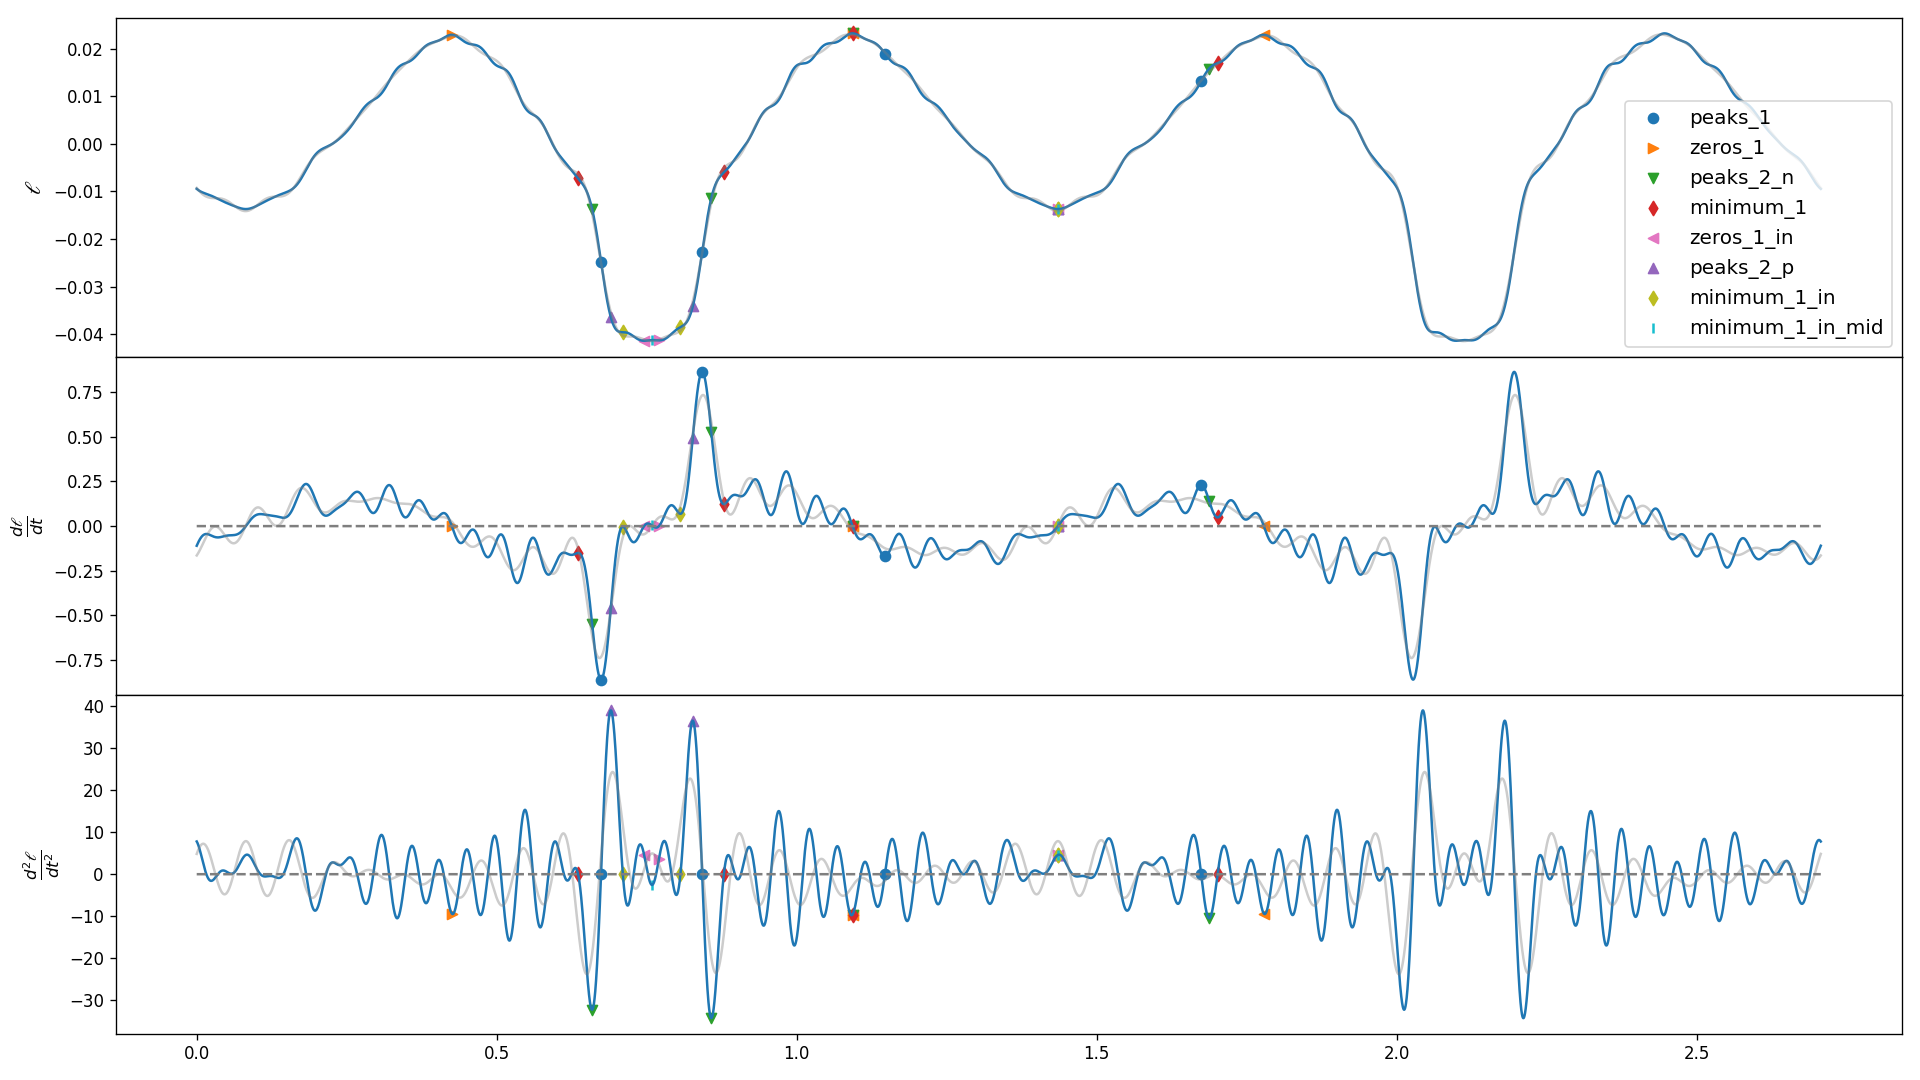 0.02
0.01
0.00
−0.01
−0.02
−0.03
−0.04
ℓ
peaks_1
zeros_1
peaks_2_n
minimum_1
zeros_1_in
peaks_2_p
minimum_1_in
minimum_1_in_mid
0.75
0.50
0.25
0.00
−0.25
−0.50
−0.75
dℓ
dt
40
30
20
10
0
−10
−20
−30
d²ℓ
dt²
0.0 0.5 1.0 1.5 2.0 2.5